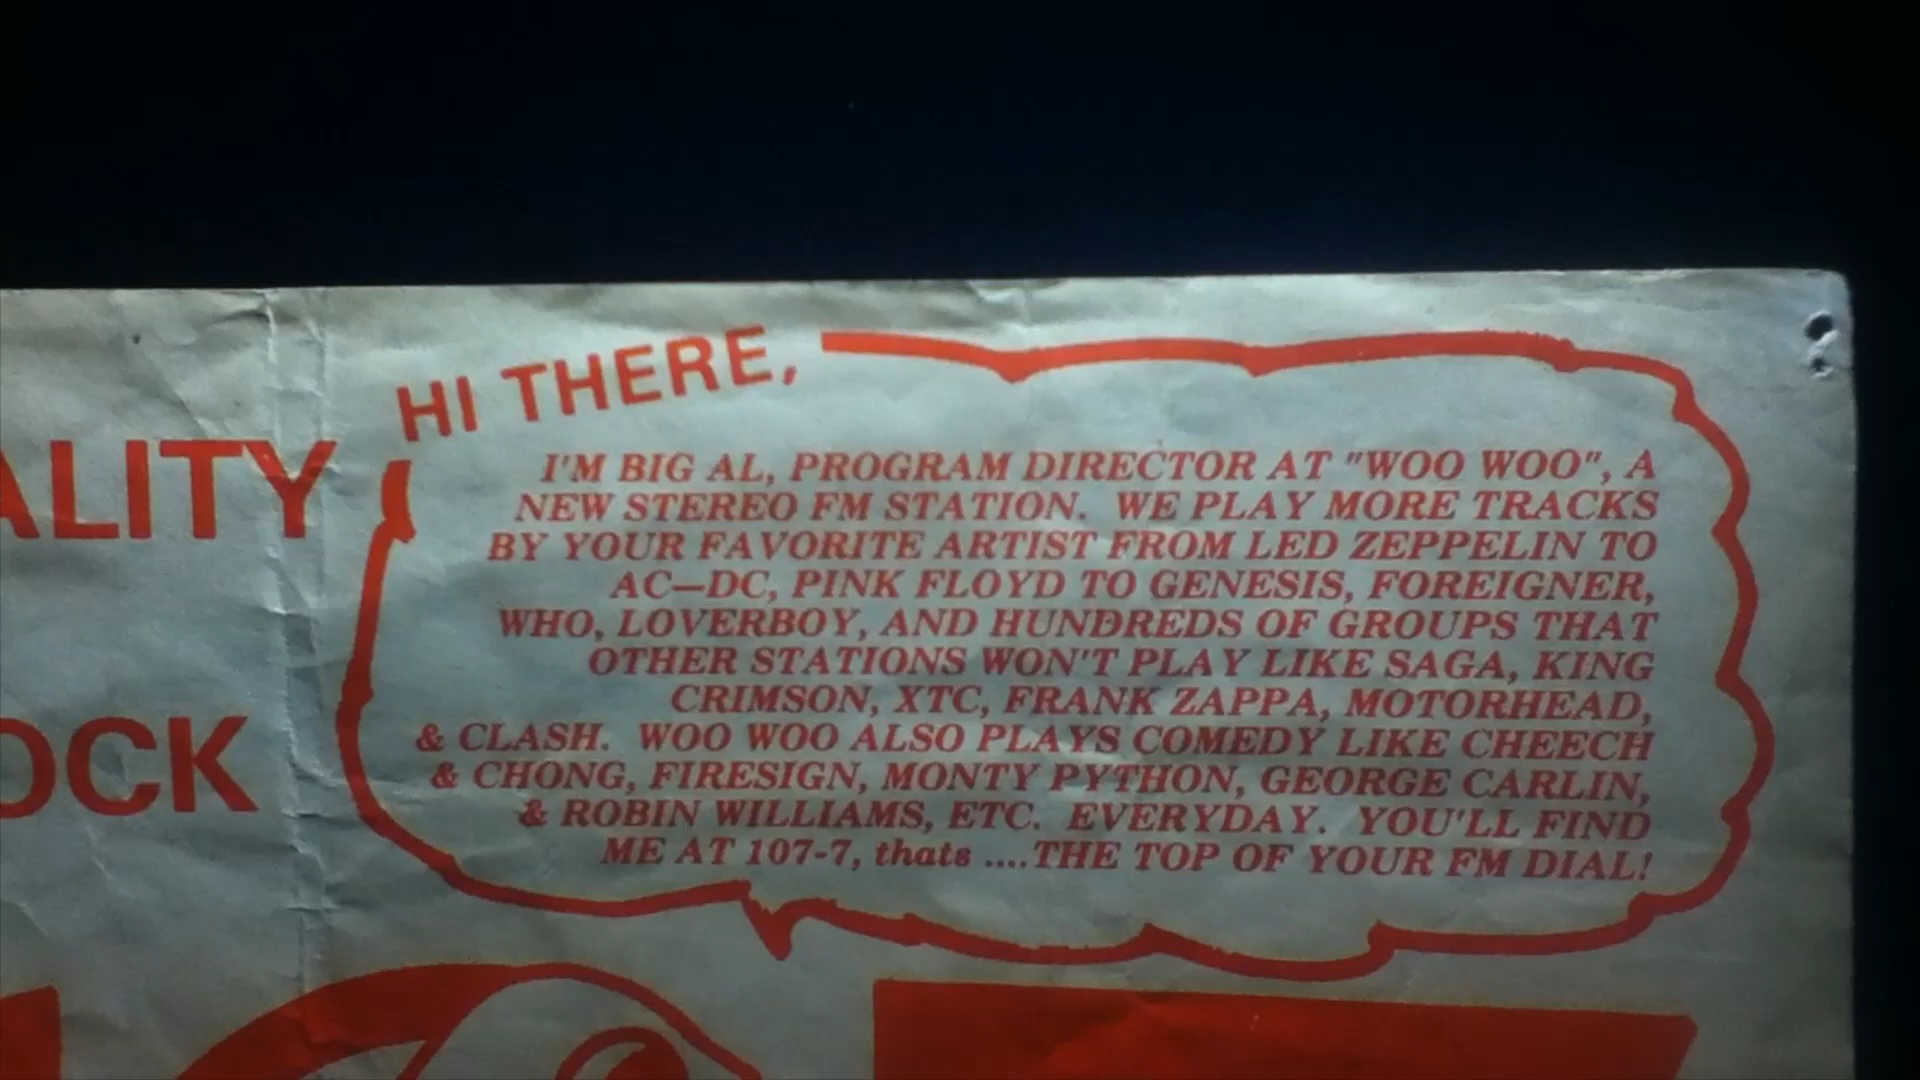 HI THERE,
ALITY
OCK
I'M BIG AL, PROGRAM DIRECTOR AT "WOO WOO", A
NEW STEREO FM STATION. WE PLAY MORE TRACKS
BY YOUR FAVORITE ARTIST FROM LED ZEPPELIN TO
AC—DC, PINK FLOYD TO GENESIS, FOREIGNER,
WHO, LOVERBOY, AND HUNDREDS OF GROUPS THAT
OTHER STATIONS WON'T PLAY LIKE SAGA, KING
CRIMSON, XTC, FRANK ZAPPA, MOTORHEAD,
& CLASH. WOO WOO ALSO PLAYS COMEDY LIKE CHEECH
& CHONG, FIRESIGN, MONTY PYTHON, GEORGE CARLIN,
& ROBIN WILLIAMS, ETC. EVERYDAY. YOU'LL FIND
ME AT 107-7, thats ....THE TOP OF YOUR FM DIAL!